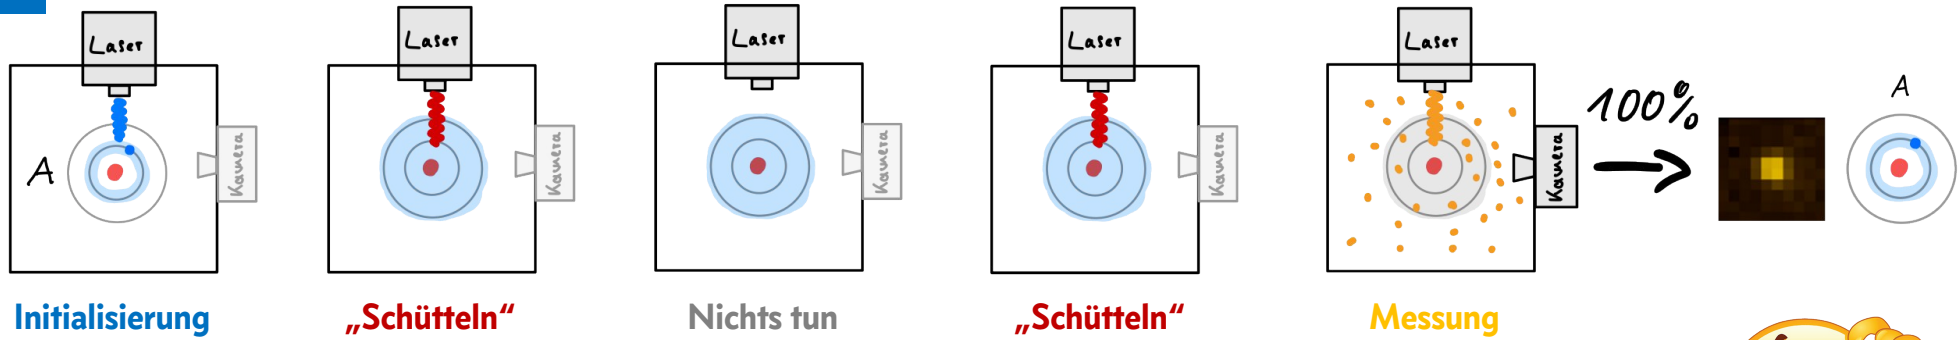 Laser
Laser
Laser
Laser
Laser
A
Kamera
Kamera
Kamera
Kamera
Kamera
100%
A
Initialisierung
„Schütteln“
Nichts tun
„Schütteln“
Messung